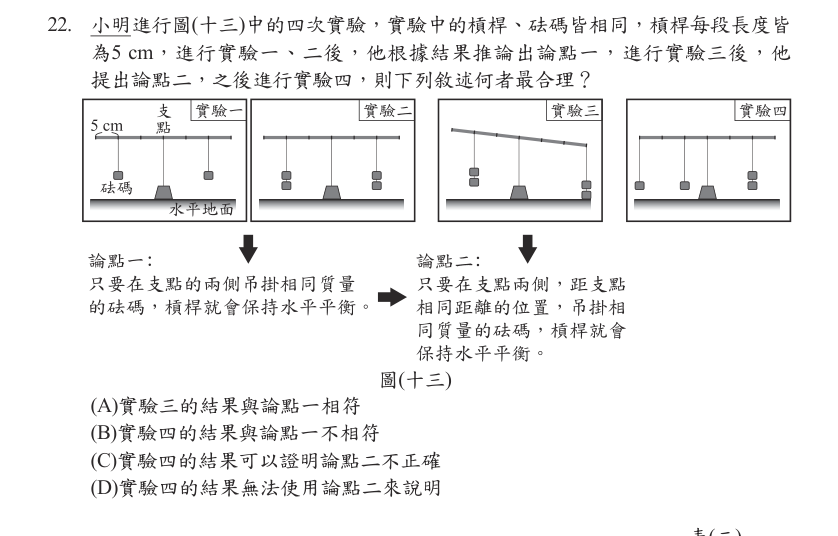 22. 小明進行圖(十三)中的四次實驗，實驗中的槓桿、砝碼皆相同，槓桿每段長度皆
為5 cm，進行實驗一、二後，他根據結果推論出論點一，進行實驗三後，他
提出論點二，之後進行實驗四，則下列敘述何者最合理？
支點 實驗一
5 cm
砝碼
水平地面
實驗二
實驗三
實驗四
論點一：
只要在支點的兩側吊掛相同質量
的砝碼，槓桿就會保持水平平衡。
論點二：
只要在支點兩側，距支點
相同距離的位置，吊掛相
同質量的砝碼，槓桿就會
保持水平平衡。
圖(十三)
(A)實驗三的結果與論點一相符
(B)實驗四的結果與論點一不相符
(C)實驗四的結果可以證明論點二不正確
(D)實驗四的結果無法使用論點二來說明